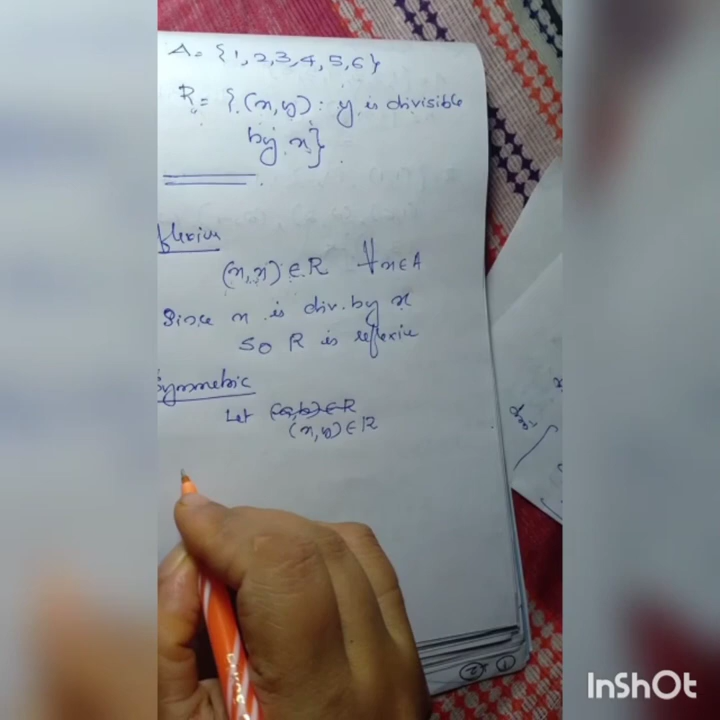 A = {1,2,3,4,5,6}
R = {(x,y) : y is divisible
by x}
flexive
(x,x) ∈ R ∀ x ∈ A
Since x is div. by x
SO R is reflexive
Symmetric
Let (a,b) ∈ R
(x,y) ∈ R
InShOt